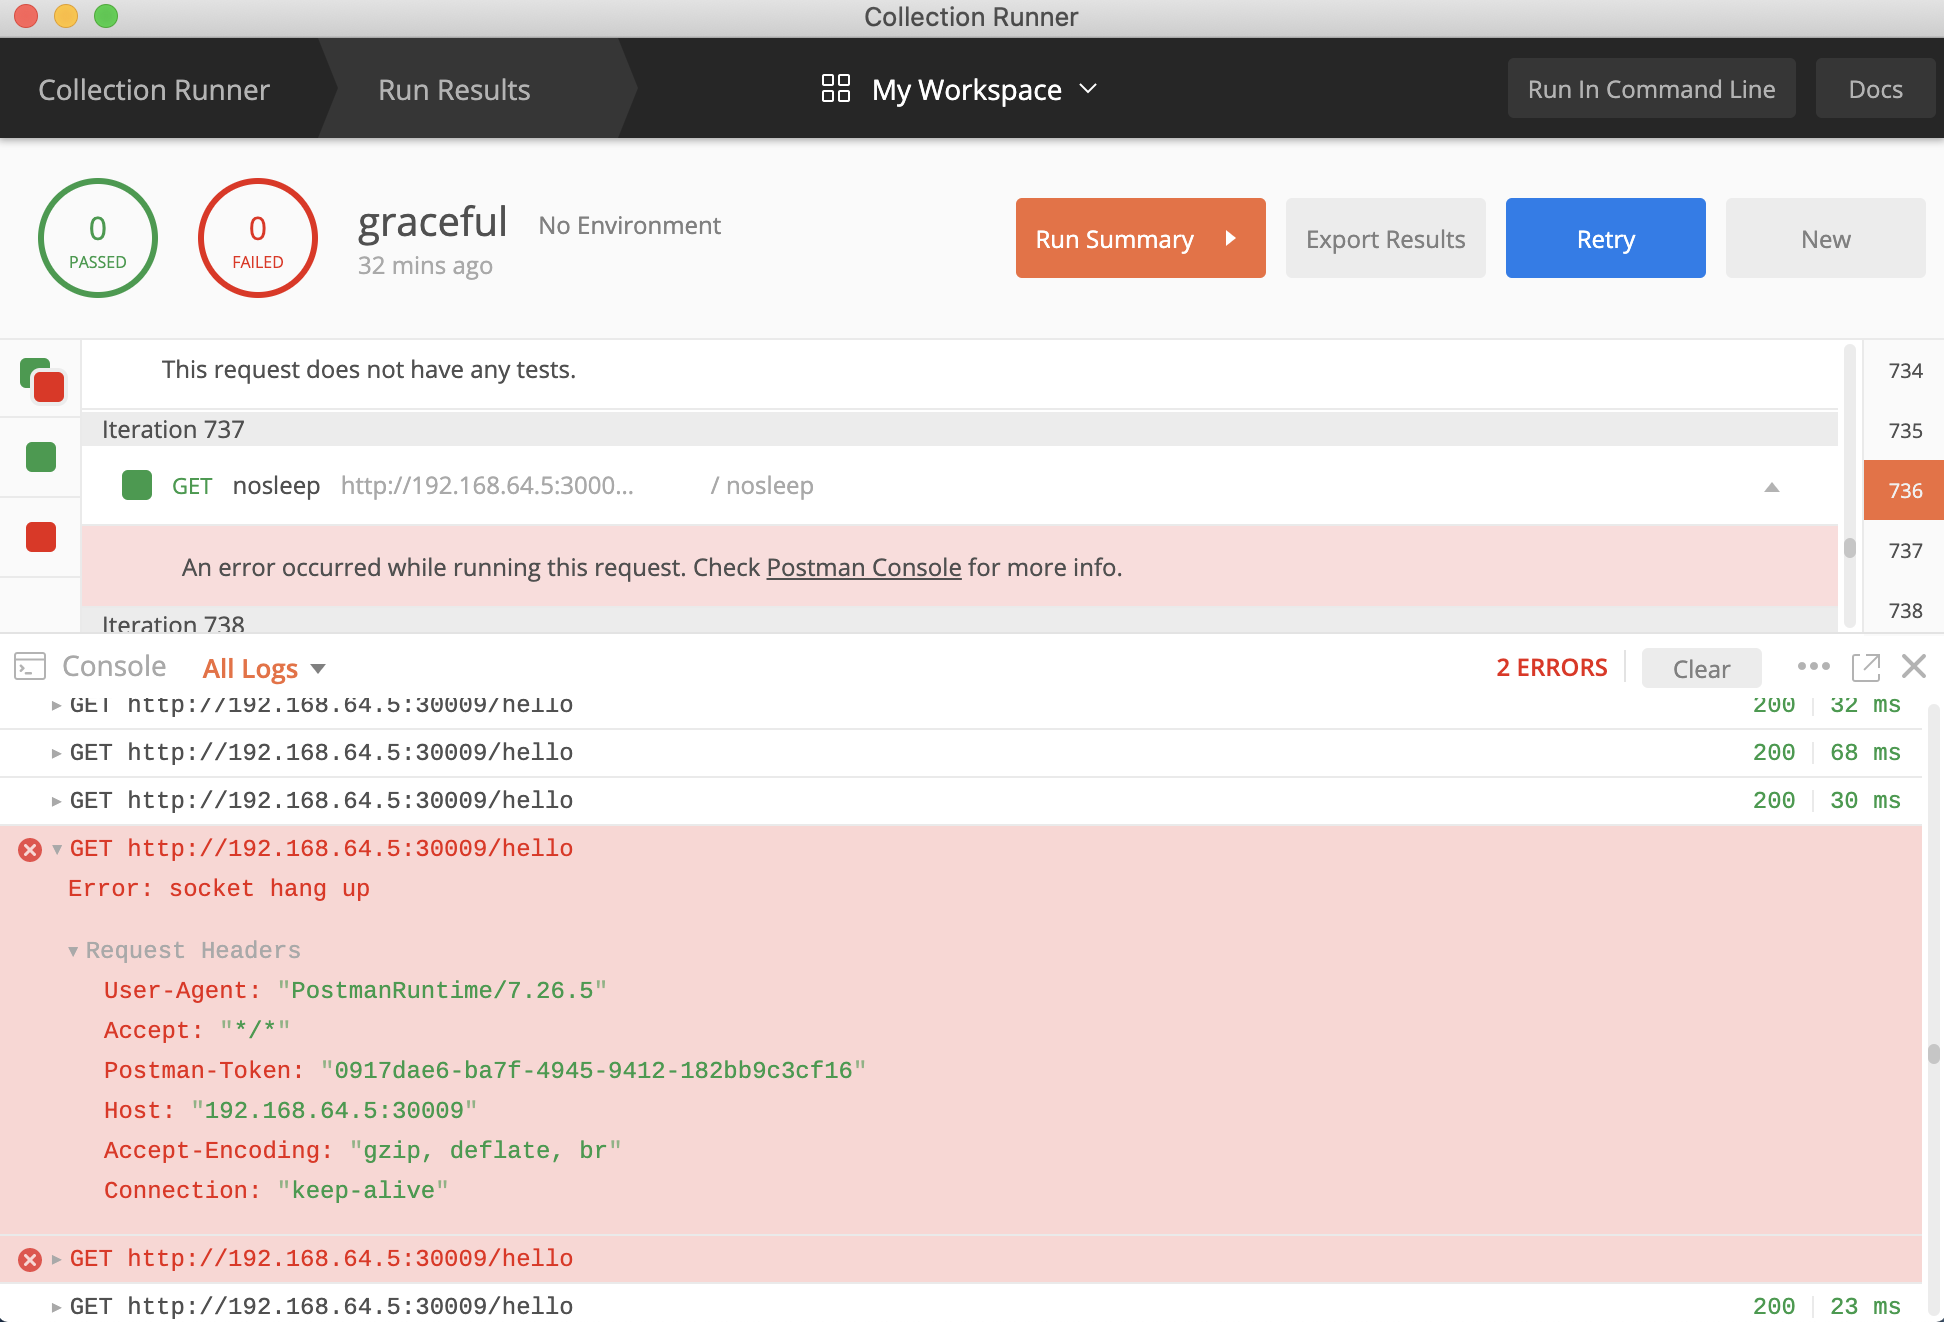 Collection Runner
Collection Runner Run Results My Workspace Run In Command Line Docs
0 PASSED
0 FAILED
graceful No Environment
32 mins ago
Run Summary Export Results Retry New
This request does not have any tests.
Iteration 737
GET nosleep http://192.168.64.5:3000... / nosleep
An error occurred while running this request. Check Postman Console for more info.
Iteration 738
734
735
736
737
738
Console All Logs 2 ERRORS Clear
GET http://192.168.64.5:30009/hello 200 32 ms
GET http://192.168.64.5:30009/hello 200 68 ms
GET http://192.168.64.5:30009/hello 200 30 ms
GET http://192.168.64.5:30009/hello
Error: socket hang up
Request Headers
User-Agent: "PostmanRuntime/7.26.5"
Accept: "*/*"
Postman-Token: "0917dae6-ba7f-4945-9412-182bb9c3cf16"
Host: "192.168.64.5:30009"
Accept-Encoding: "gzip, deflate, br"
Connection: "keep-alive"
GET http://192.168.64.5:30009/hello
GET http://192.168.64.5:30009/hello 200 23 ms